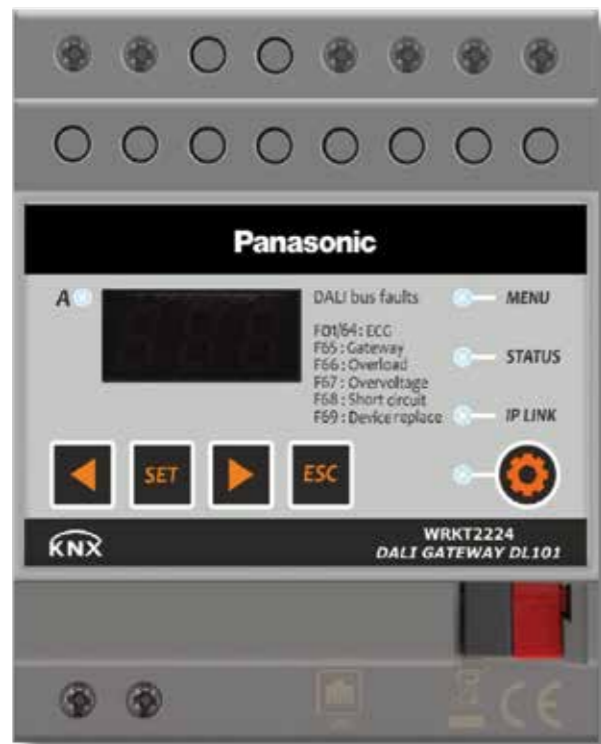 Panasonic
A
DALI bus faults
MENU
F01/64: ECG
F65: Gateway
F66: Overload
F67: Overvoltage
F68: Short circuit
F69: Device replace
STATUS
IP LINK
SET
ESC
KNX
WRKT2224
DALI GATEWAY DL101
CE